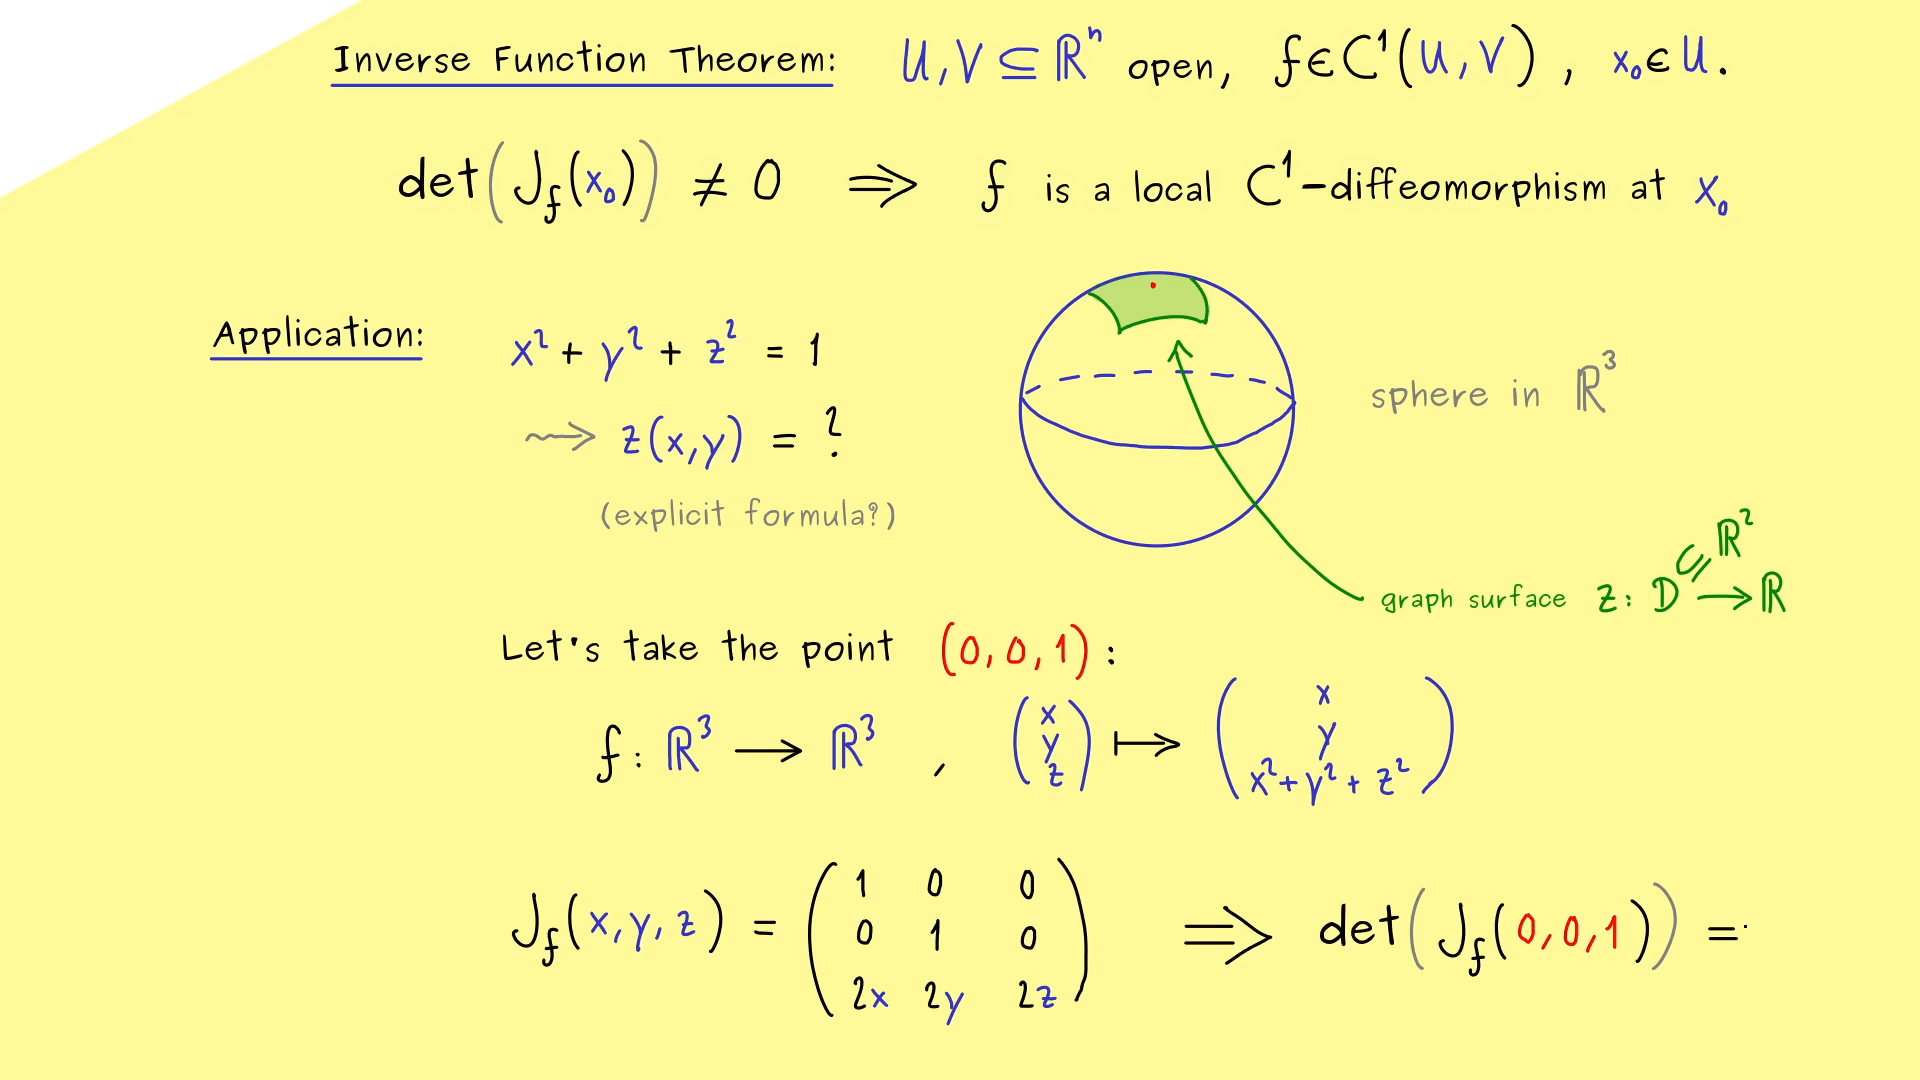 Inverse Function Theorem: U, V ⊆ ℝⁿ open, f ∈ C¹(U, V), x₀ ∈ U.
det(J_f(x₀)) ≠ 0 ⟹ f is a local C¹-diffeomorphism at x₀
Application: x² + y² + z² = 1
⇝ z(x,y) = ?
(explicit formula?)
sphere in ℝ³
graph surface z: D ⊆ ℝ² ⟶ ℝ
Let's take the point (0,0,1):
f: ℝ³ ⟶ ℝ³ , (x y z) ↦ (x y x²+y²+z²)
J_f(x,y,z) = (1 0 0
0 1 0
2x 2y 2z) ⟹ det(J_f(0,0,1)) =